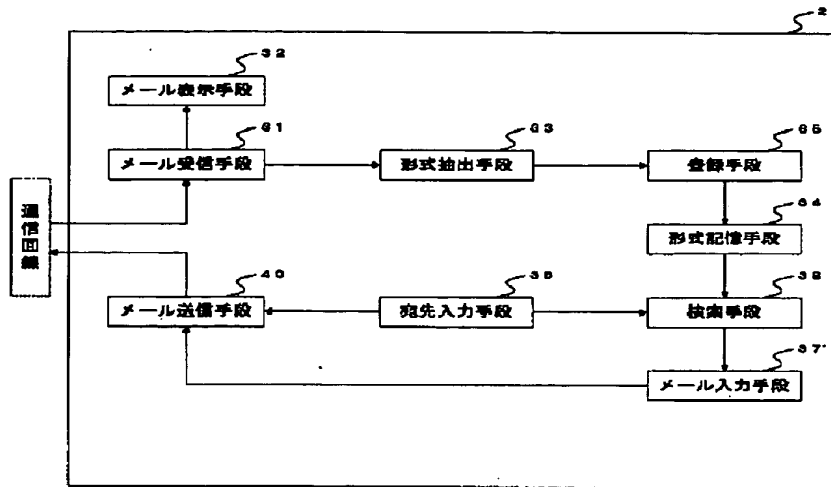 2
32
メール表示手段
61
メール受信手段
63
形式抽出手段
65
登録手段
64
形式記憶手段
通信回線
40
メール送信手段
宛先入力手段
検索手段
37
メール入力手段